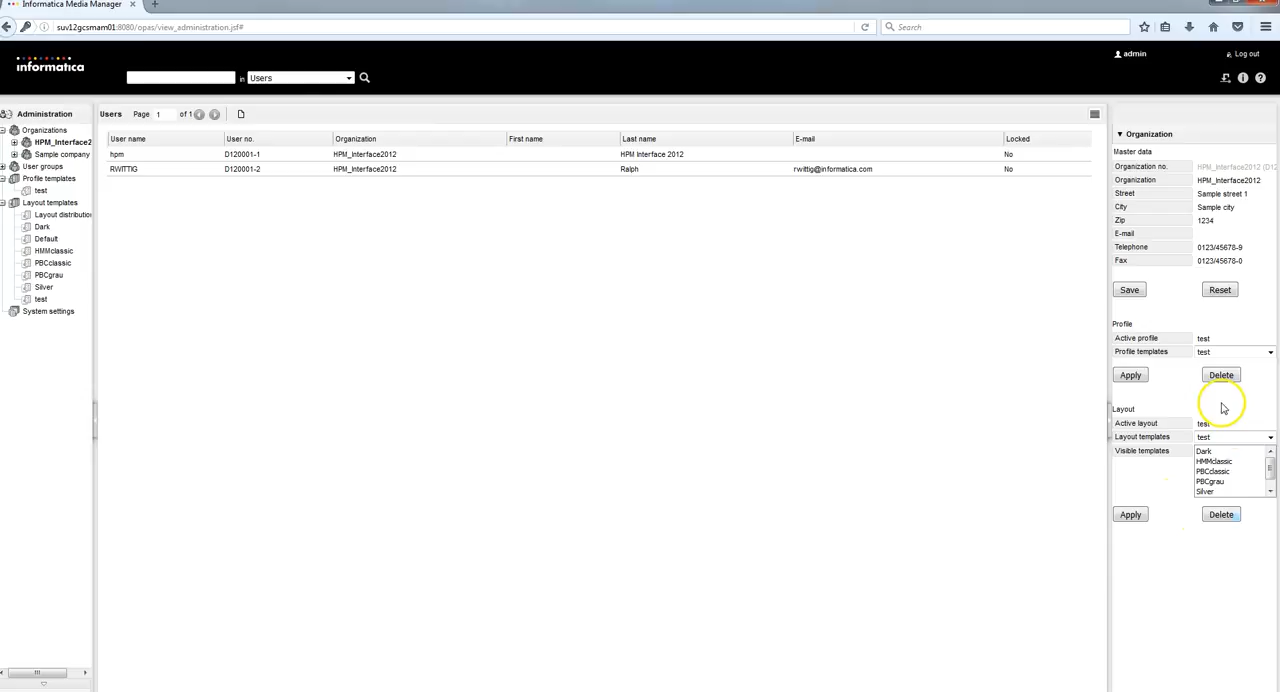 Informatica Media Manager
suv12gcsmam01:8080/opas/view_administration.jsf#
Search
informatica
in Users
admin
Log out
Administration
Organizations
HPM_Interface2
Sample company
User groups
Profile templates
test
Layout templates
Layout distributio
Dark
Default
HMMclassic
PBCclassic
PBCgrau
Silver
test
System settings
Users Page 1 of 1
User name User no. Organization First name Last name E-mail Locked
hpm D120001-1 HPM_Interface2012 HPM Interface 2012 No
RWITTIG D120001-2 HPM_Interface2012 Ralph rwittig@informatica.com No
Organization
Master data
Organization no. HPM_Interface2012 (D12
Organization HPM_Interface2012
Street Sample street 1
City Sample city
Zip 1234
E-mail
Telephone 0123/45678-9
Fax 0123/45678-0
Save Reset
Profile
Active profile test
Profile templates test
Apply Delete
Layout
Active layout test
Layout templates test
Visible templates Dark
HMMclassic
PBCclassic
PBCgrau
Silver
Apply Delete